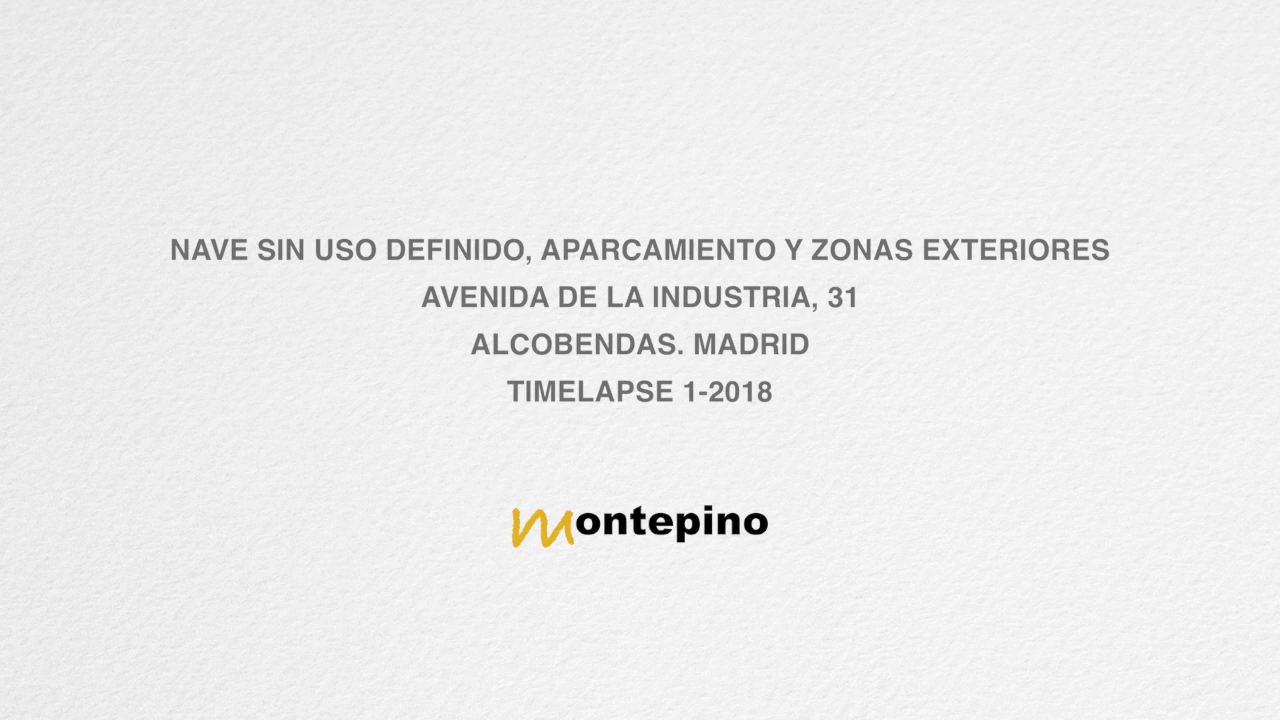 NAVE SIN USO DEFINIDO, APARCAMIENTO Y ZONAS EXTERIORES
AVENIDA DE LA INDUSTRIA, 31
ALCOBENDAS. MADRID
TIMELAPSE 1-2018
montepino